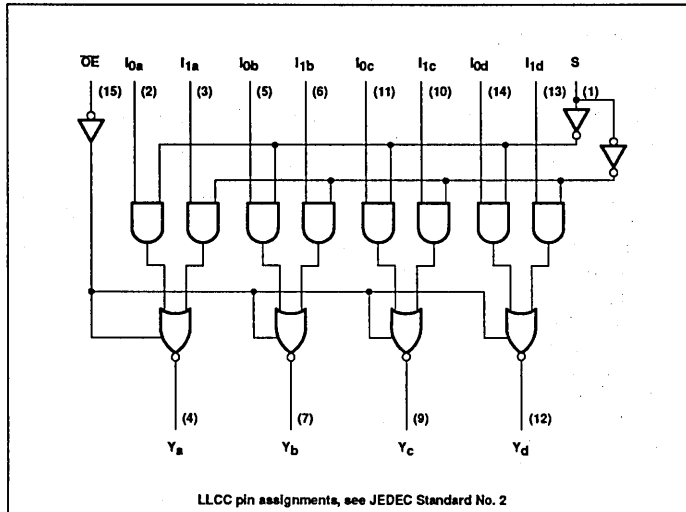 O̅E̅ I0a I1a I0b I1b I0c I1c I0d I1d S
(15) (2) (3) (5) (6) (11) (10) (14) (13) (1)
(4) (7) (9) (12)
Ya Yb Yc Yd
LLCC pin assignments, see JEDEC Standard No. 2